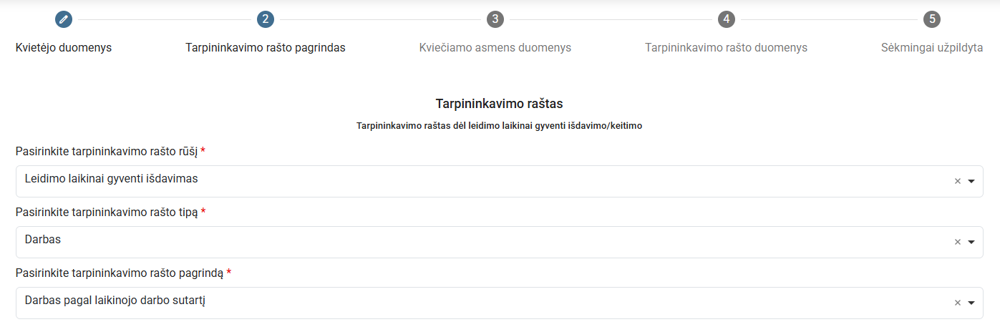 2
3
4
5
Kvietėjo duomenys
Tarpininkavimo rašto pagrindas
Kviečiamo asmens duomenys
Tarpininkavimo rašto duomenys
Sėkmingai užpildyta
Tarpininkavimo raštas
Tarpininkavimo raštas dėl leidimo laikinai gyventi išdavimo/keitimo
Pasirinkite tarpininkavimo rašto rūšį *
Leidimo laikinai gyventi išdavimas
Pasirinkite tarpininkavimo rašto tipą *
Darbas
Pasirinkite tarpininkavimo rašto pagrindą *
Darbas pagal laikinojo darbo sutartį